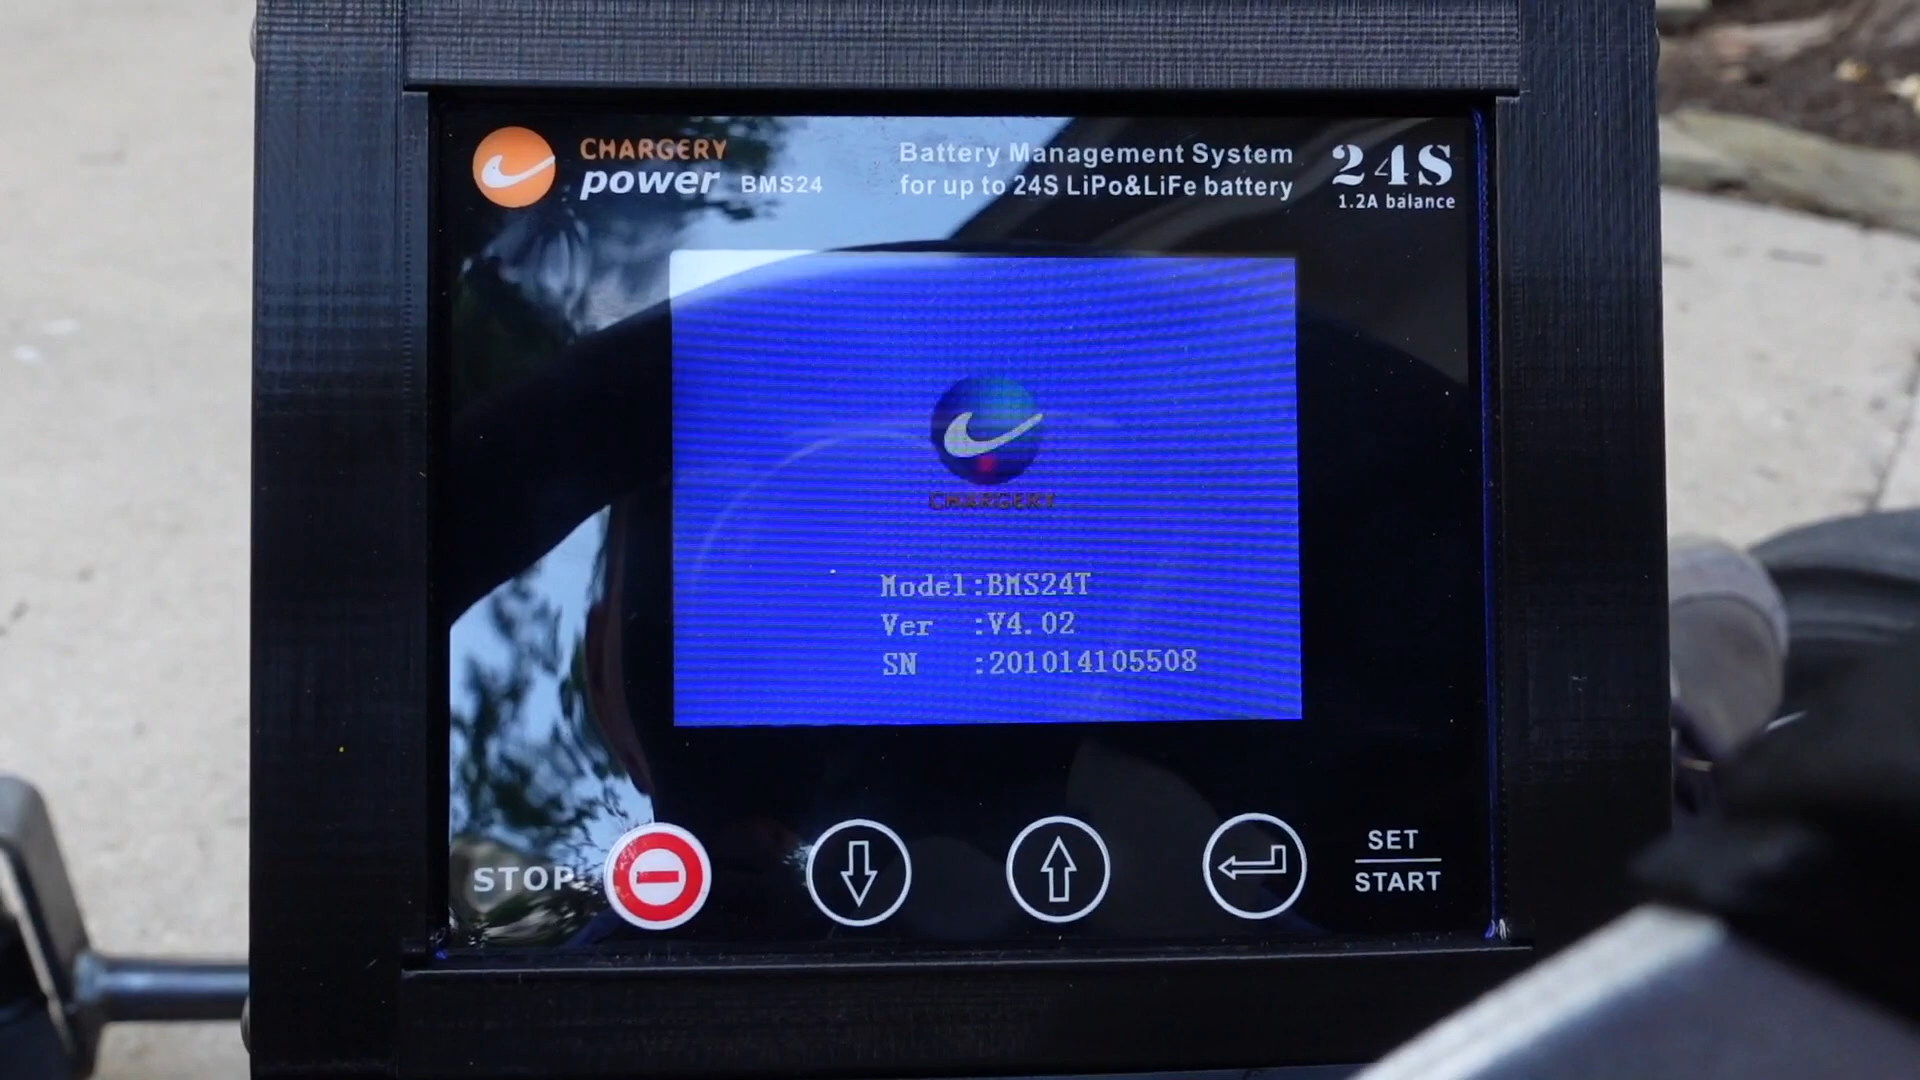 CHARGERY
power BMS24
Battery Management System
for up to 24S LiPo&LiFe battery
24S
1.2A balance
CHARGERY
Model:BMS24T
Ver :V4.02
SN :201014105508
STOP
SET
START